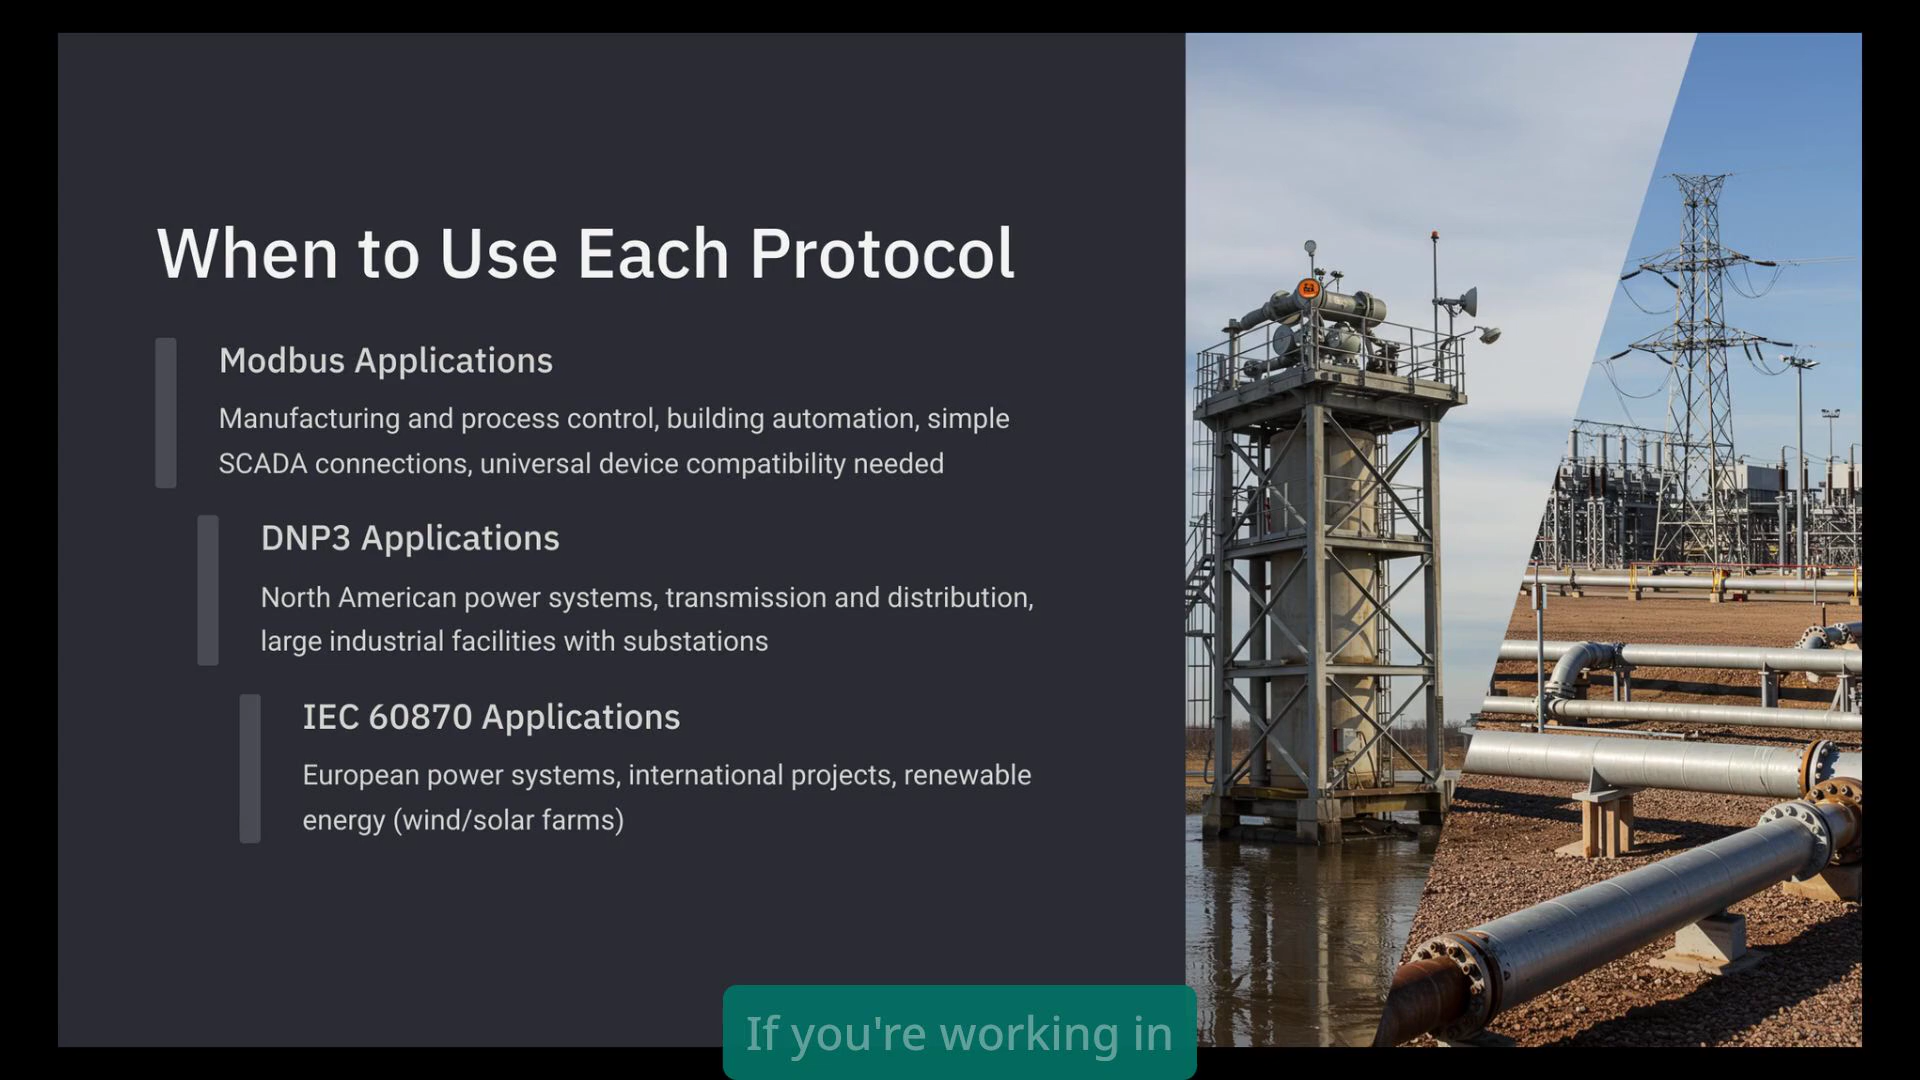 When to Use Each Protocol
Modbus Applications
Manufacturing and process control, building automation, simple
SCADA connections, universal device compatibility needed
DNP3 Applications
North American power systems, transmission and distribution,
large industrial facilities with substations
IEC 60870 Applications
European power systems, international projects, renewable
energy (wind/solar farms)
If you're working in